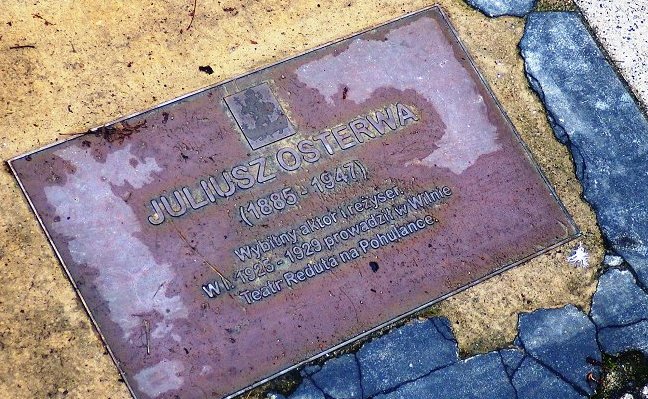 JULIUSZ OSTERWA
(1885 - 1947)
Wybitny aktor i reżyser.
W l. 1925 - 1929 prowadził w Wilnie
Teatr Reduta na Pohulance.